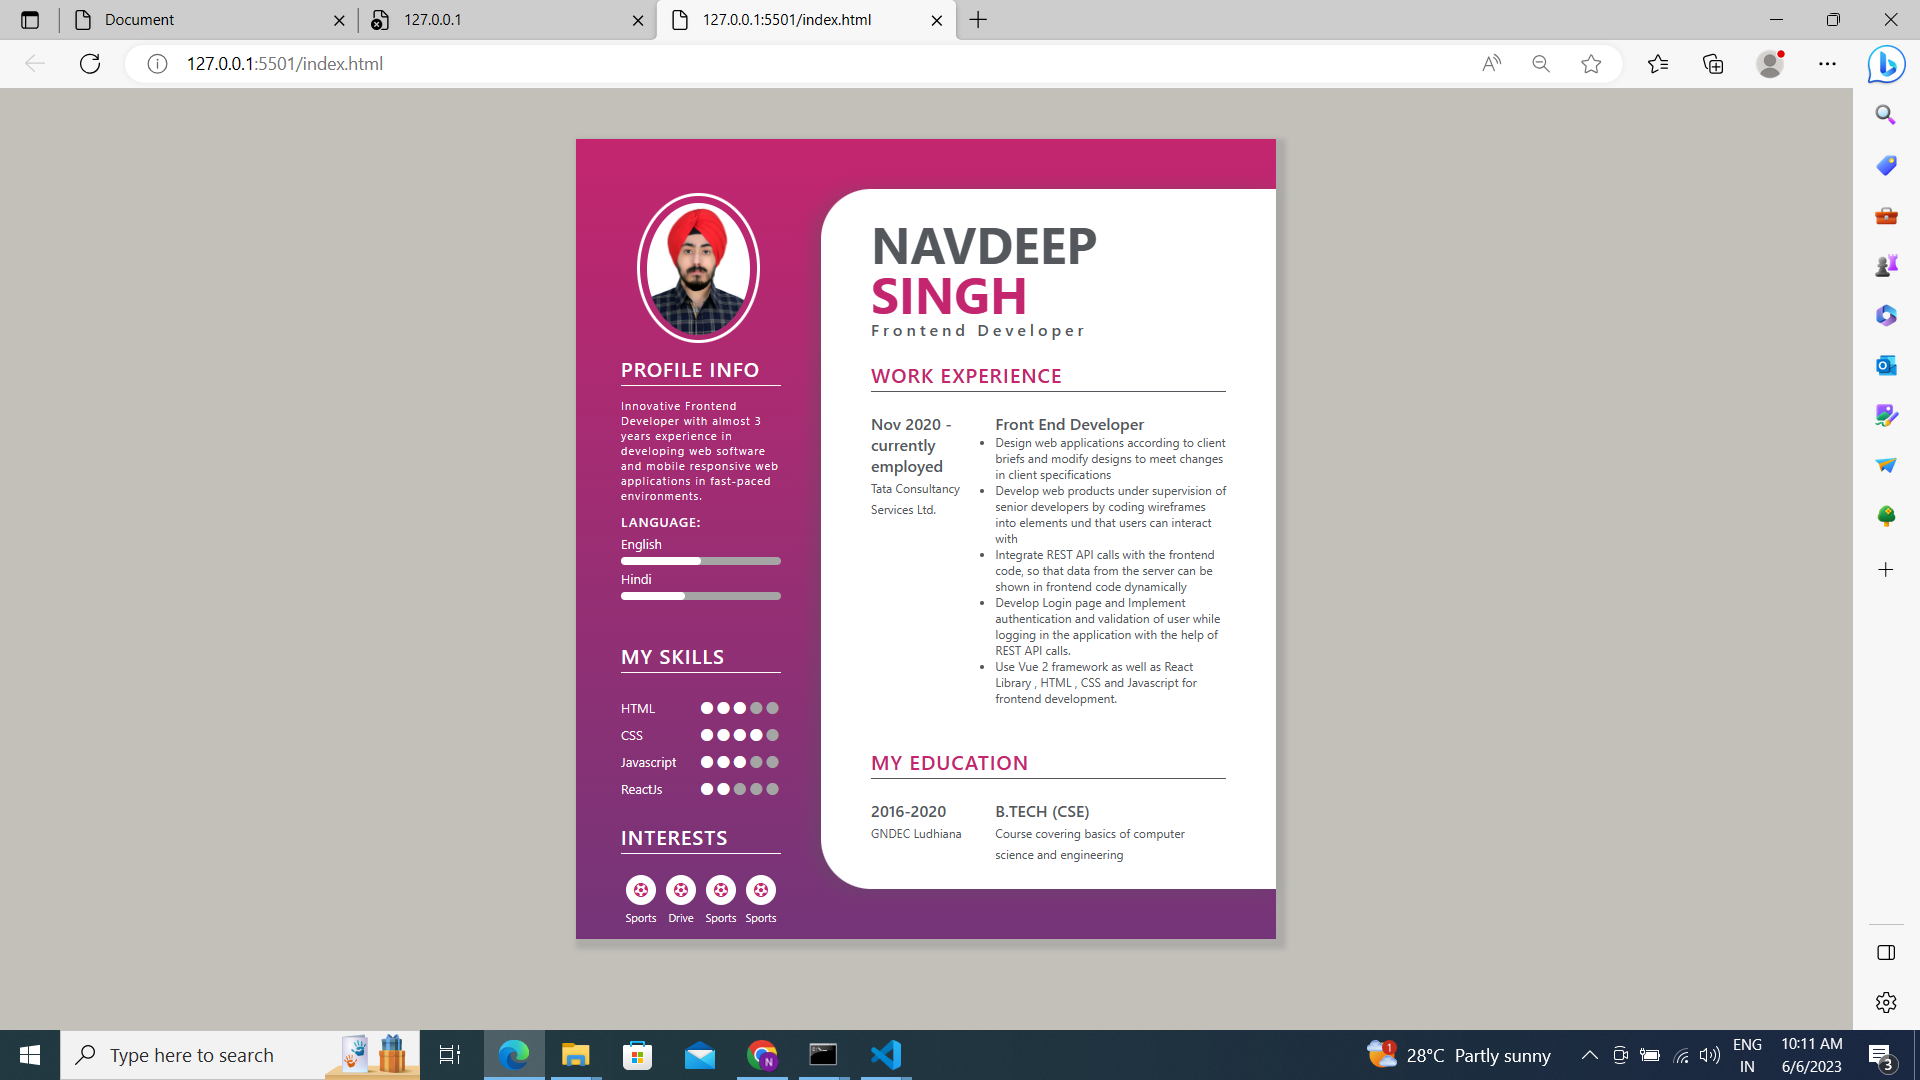 Document
127.0.0.1
127.0.0.1:5501/index.html
127.0.0.1:5501/index.html
NAVDEEP
SINGH
Frontend Developer
PROFILE INFO
Innovative Frontend
Developer with almost 3
years experience in
developing web software
and mobile responsive web
applications in fast-paced
environments.
LANGUAGE:
English
Hindi
MY SKILLS
HTML
CSS
Javascript
ReactJs
INTERESTS
Sports Drive Sports Sports
WORK EXPERIENCE
Nov 2020 -
currently
employed
Tata Consultancy
Services Ltd.
Front End Developer
• Design web applications according to client
briefs and modify designs to meet changes
in client specifications
• Develop web products under supervision of
senior developers by coding wireframes
into elements und that users can interact
with
• Integrate REST API calls with the frontend
code, so that data from the server can be
shown in frontend code dynamically
• Develop Login page and Implement
authentication and validation of user while
logging in the application with the help of
REST API calls.
• Use Vue 2 framework as well as React
Library , HTML , CSS and Javascript for
frontend development.
MY EDUCATION
2016-2020
GNDEC Ludhiana
B.TECH (CSE)
Course covering basics of computer
science and engineering
Type here to search
N
1
28°C Partly sunny
ENG
IN
10:11 AM
6/6/2023
3